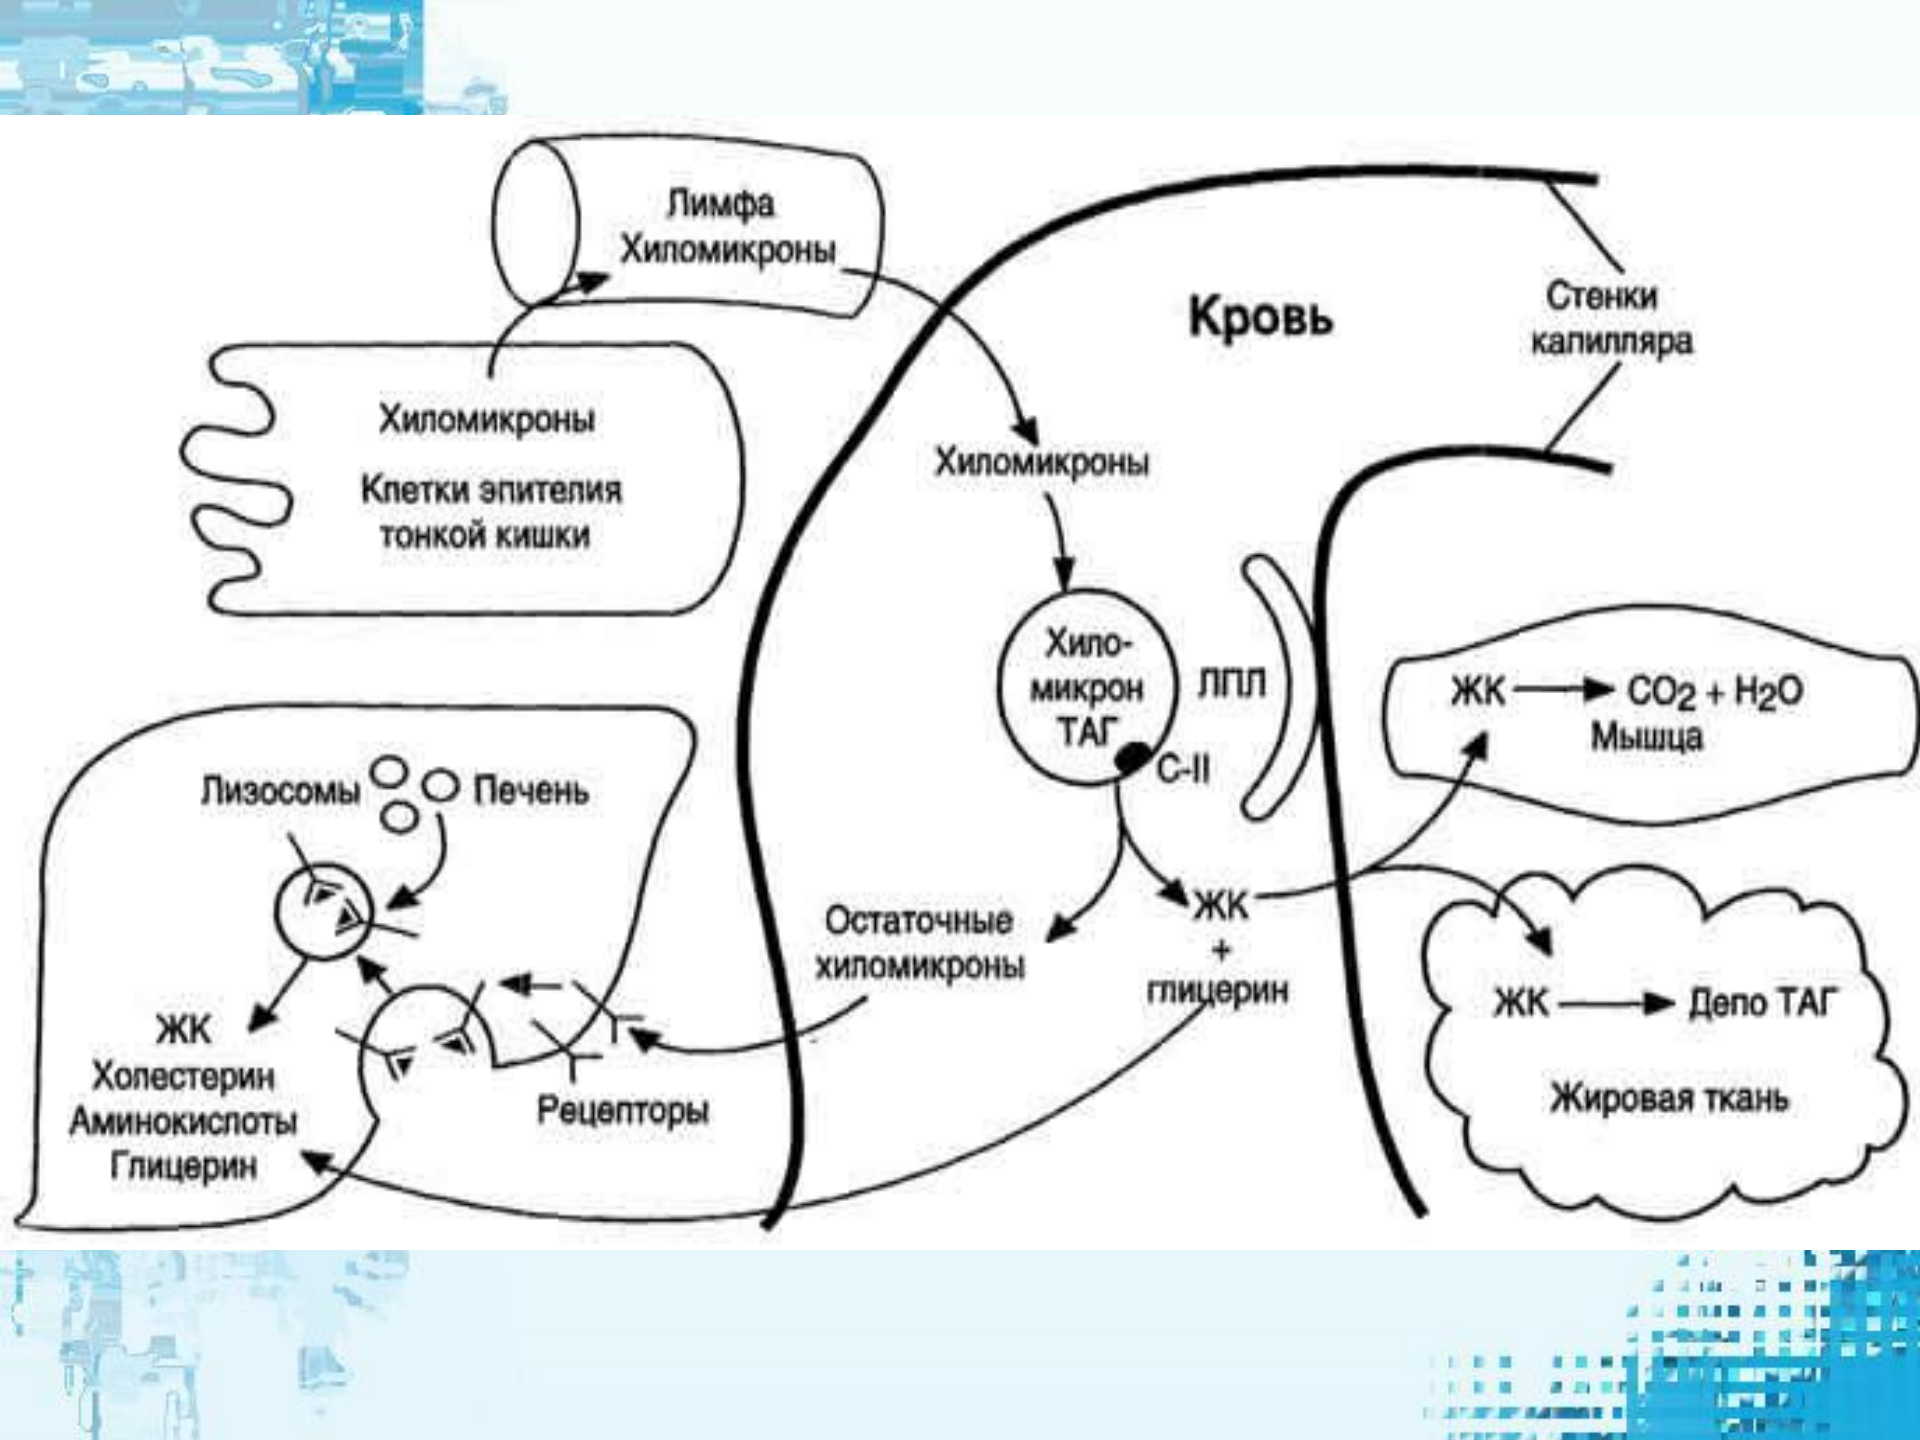 Лимфа
Хиломикроны
Кровь
Стенки
капилляра
Хиломикроны
Клетки эпителия
тонкой кишки
Хиломикроны
Хило-
микрон
ТАГ
ЛПЛ
C-II
ЖК → CO2 + H2O
Мышца
Лизосомы
Печень
Остаточные
хиломикроны
ЖК
+
глицерин
ЖК → Депо ТАГ
Жировая ткань
ЖК
Холестерин
Аминокислоты
Глицерин
Рецепторы